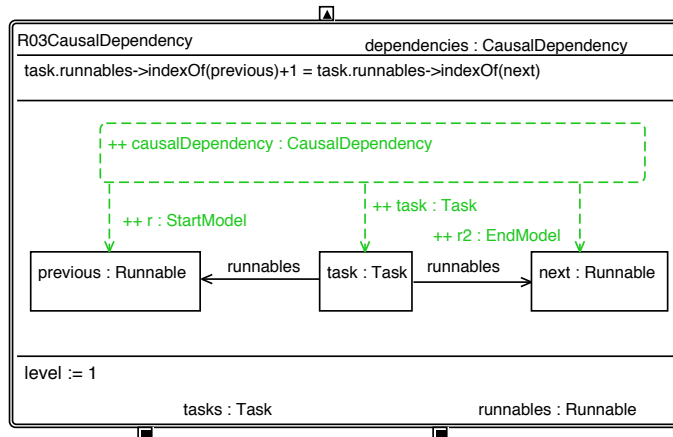 R03CausalDependency
dependencies : CausalDependency
task.runnables->indexOf(previous)+1 = task.runnables->indexOf(next)
++ causalDependency : CausalDependency
++ r : StartModel
++ task : Task
++ r2 : EndModel
previous : Runnable
runnables
task : Task
runnables
next : Runnable
level := 1
tasks : Task
runnables : Runnable